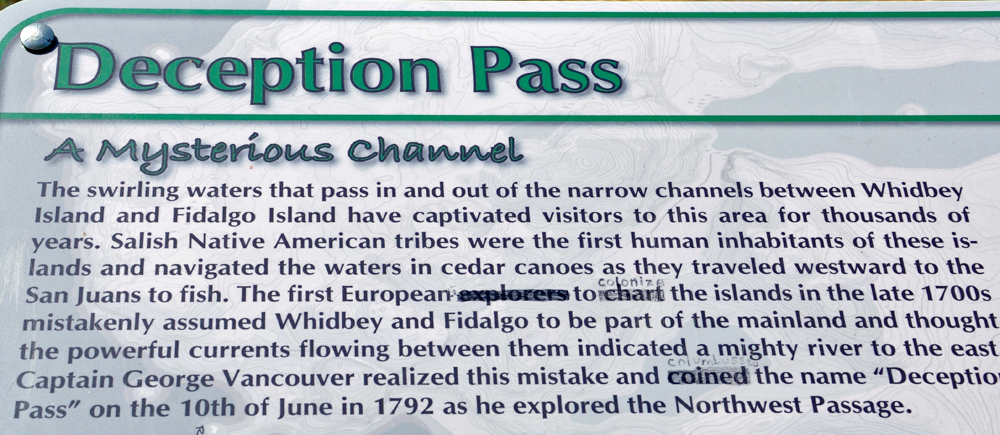 Deception Pass
A Mysterious Channel
The swirling waters that pass in and out of the narrow channels between Whidbey
Island and Fidalgo Island have captivated visitors to this area for thousands of
years. Salish Native American tribes were the first human inhabitants of these is-
lands and navigated the waters in cedar canoes as they traveled westward to the
colonize
San Juans to fish. The first European explorers to chart the islands in the late 1700s
mistakenly assumed Whidbey and Fidalgo to be part of the mainland and thought
the powerful currents flowing between them indicated a mighty river to the east.
Captain George Vancouver realized this mistake and coined the name “Deception
Pass” on the 10th of June in 1792 as he explored the Northwest Passage.